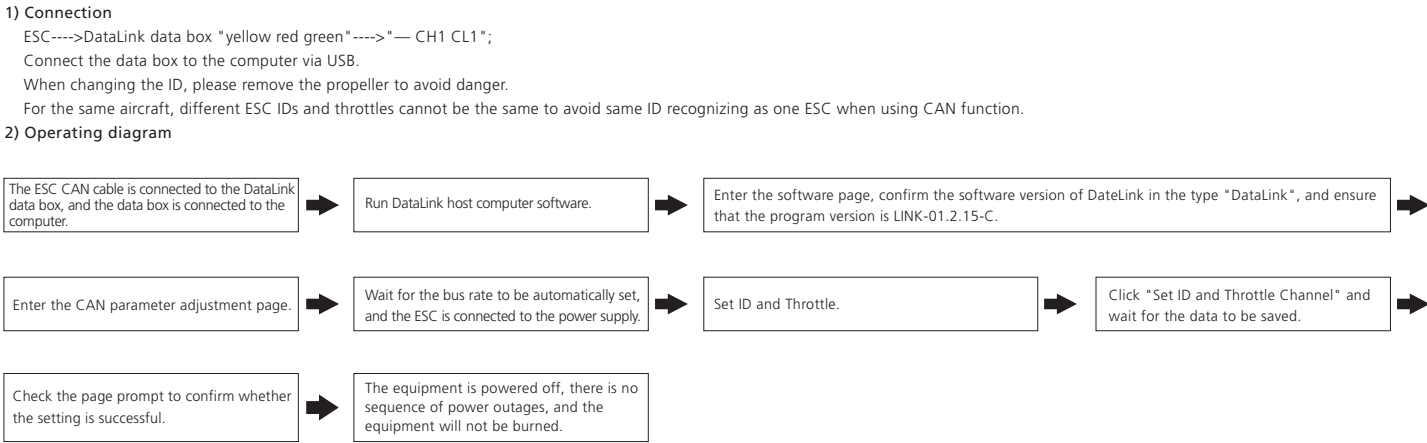 1) Connection
ESC---->DataLink data box "yellow red green"---->"— CH1 CL1";
Connect the data box to the computer via USB.
When changing the ID, please remove the propeller to avoid danger.
For the same aircraft, different ESC IDs and throttles cannot be the same to avoid same ID recognizing as one ESC when using CAN function.
2) Operating diagram
The ESC CAN cable is connected to the DataLink
data box, and the data box is connected to the
computer.
Run DataLink host computer software.
Enter the software page, confirm the software version of DateLink in the type "DataLink", and ensure
that the program version is LINK-01.2.15-C.
Enter the CAN parameter adjustment page.
Wait for the bus rate to be automatically set,
and the ESC is connected to the power supply.
Set ID and Throttle.
Click "Set ID and Throttle Channel" and
wait for the data to be saved.
Check the page prompt to confirm whether
the setting is successful.
The equipment is powered off, there is no
sequence of power outages, and the
equipment will not be burned.